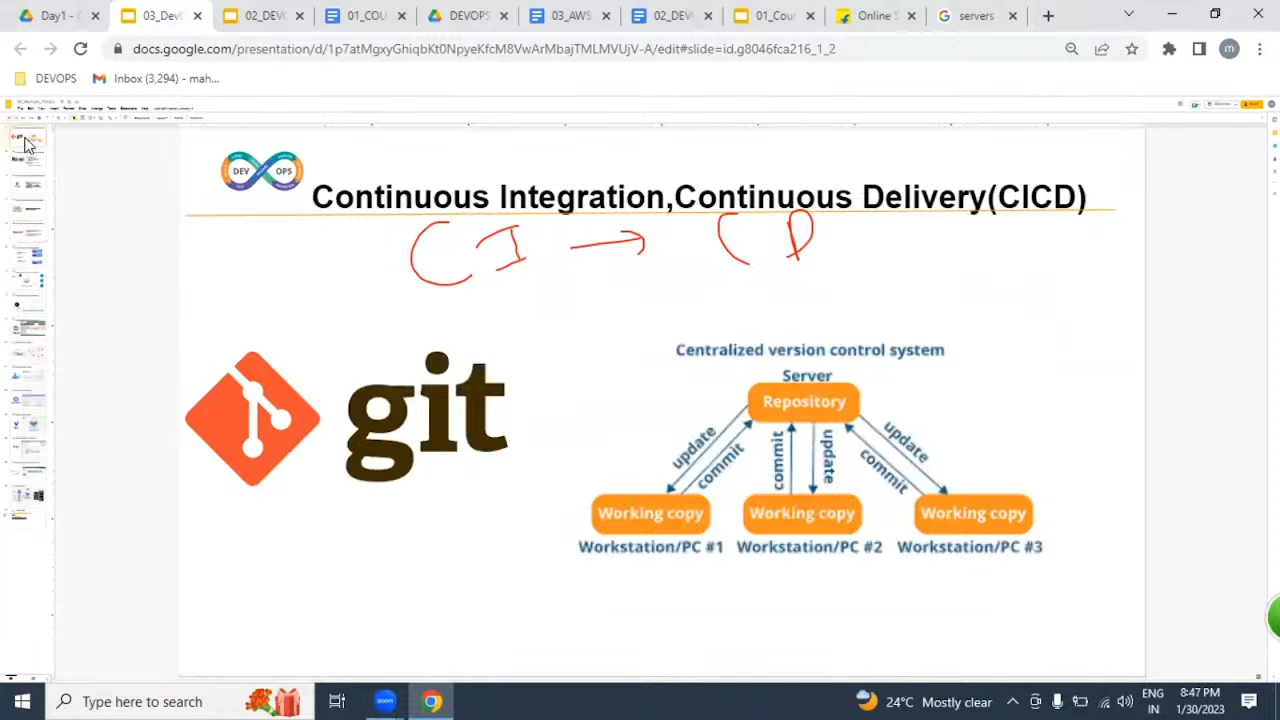 Day1 -
03_Dev
02_DEV
01_OU
DEVOPS
03_AWS
02_DEV
01_Cour
Online S
servers
docs.google.com/presentation/d/1p7atMgxyGhiqbKt0NpyeKfcM8VwArMbajTMLMVUjV-A/edit#slide=id.g8046fca216_1_2
m
DEVOPS
Inbox (3,294) - mah...
DEV OPS
Continuous Integration,Continuous Delivery(CICD)
CI → CD
git
Centralized version control system
Server
Repository
update
commit
commit
update
update
commit
Working copy
Working copy
Working copy
Workstation/PC #1
Workstation/PC #2
Workstation/PC #3
Type here to search
zoom
24°C Mostly clear
ENG
IN
8:47 PM
1/30/2023